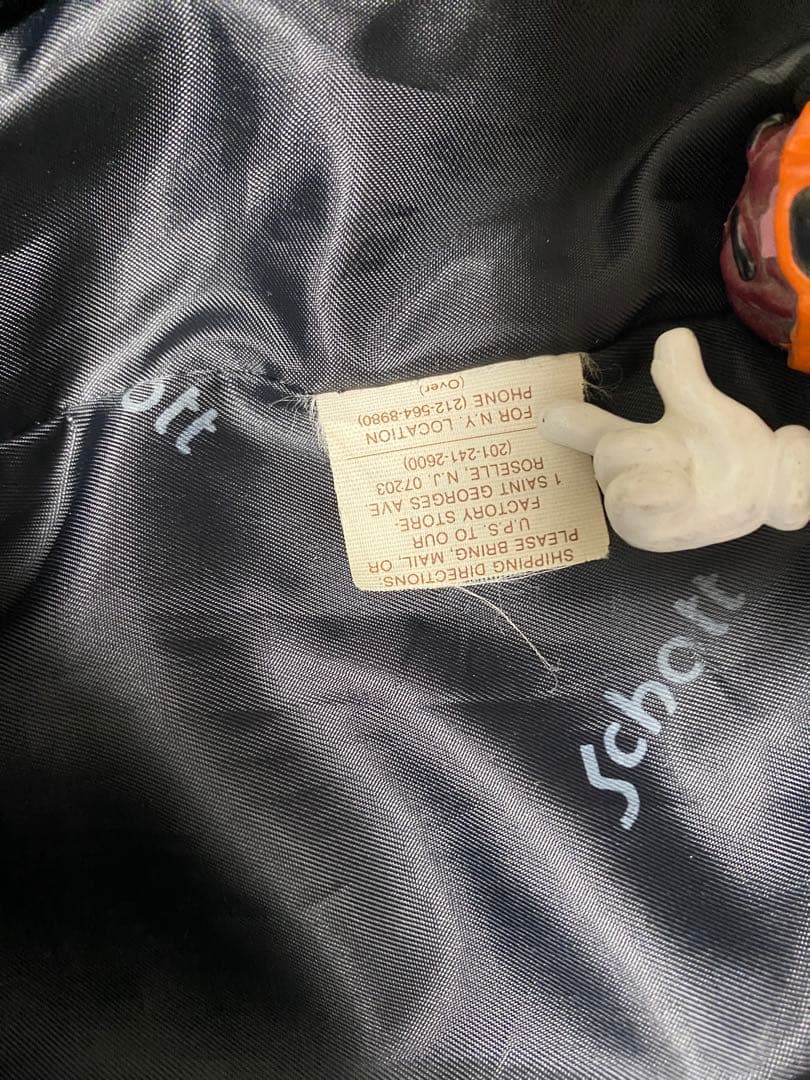 SHIPPING DIRECTIONS:
PLEASE BRING, MAIL, OR
U.P.S. TO OUR
FACTORY STORE-
1 SAINT GEORGES AVE.
ROSELLE, N.J. 07203
(201-241-2600)
FOR N.Y. LOCATION
PHONE (212-564-8980)
(Over)
ott
Schott